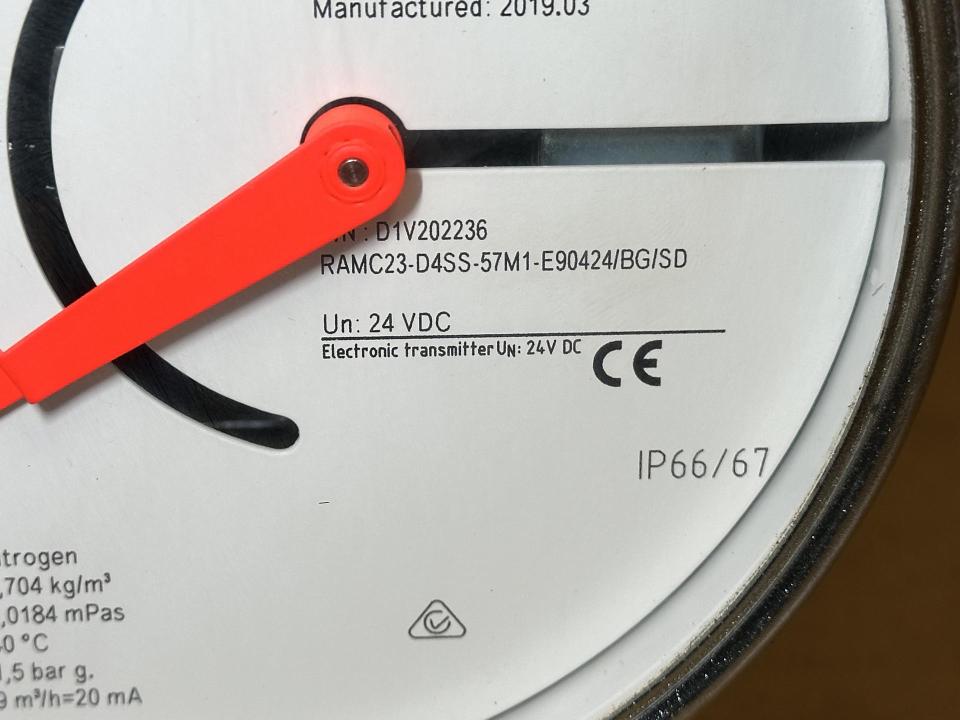 Manufactured: 2019.03
N : D1V202236
RAMC23-D4SS-57M1-E90424/BG/SD
Un: 24 VDC
Electronic transmitter UN: 24V DC
CE
IP66/67
trogen
,704 kg/m³
,0184 mPas
0 °C
,5 bar g.
9 m³/h=20 mA